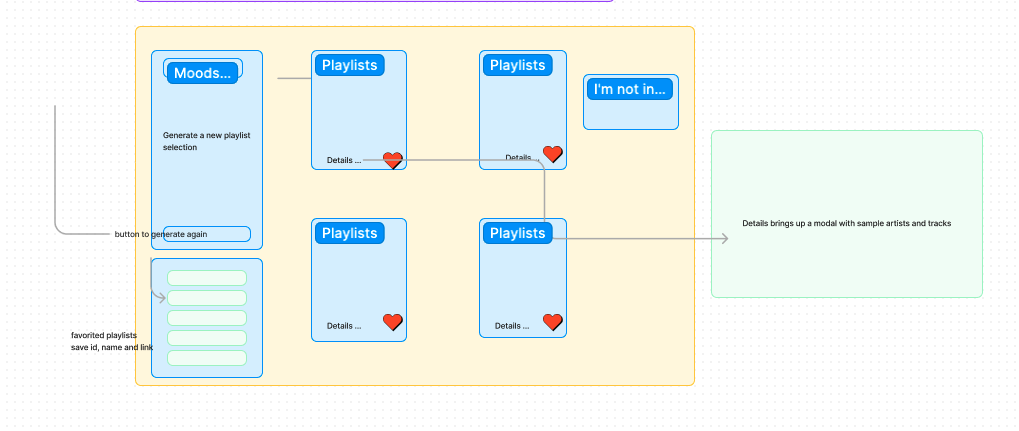 Moods...
Generate a new playlist
selection
button to generate again
favorited playlists
save id, name and link
Playlists
Details ...
Playlists
Details ...
I'm not in...
Playlists
Details ...
Playlists
Details ...
Details brings up a modal with sample artists and tracks